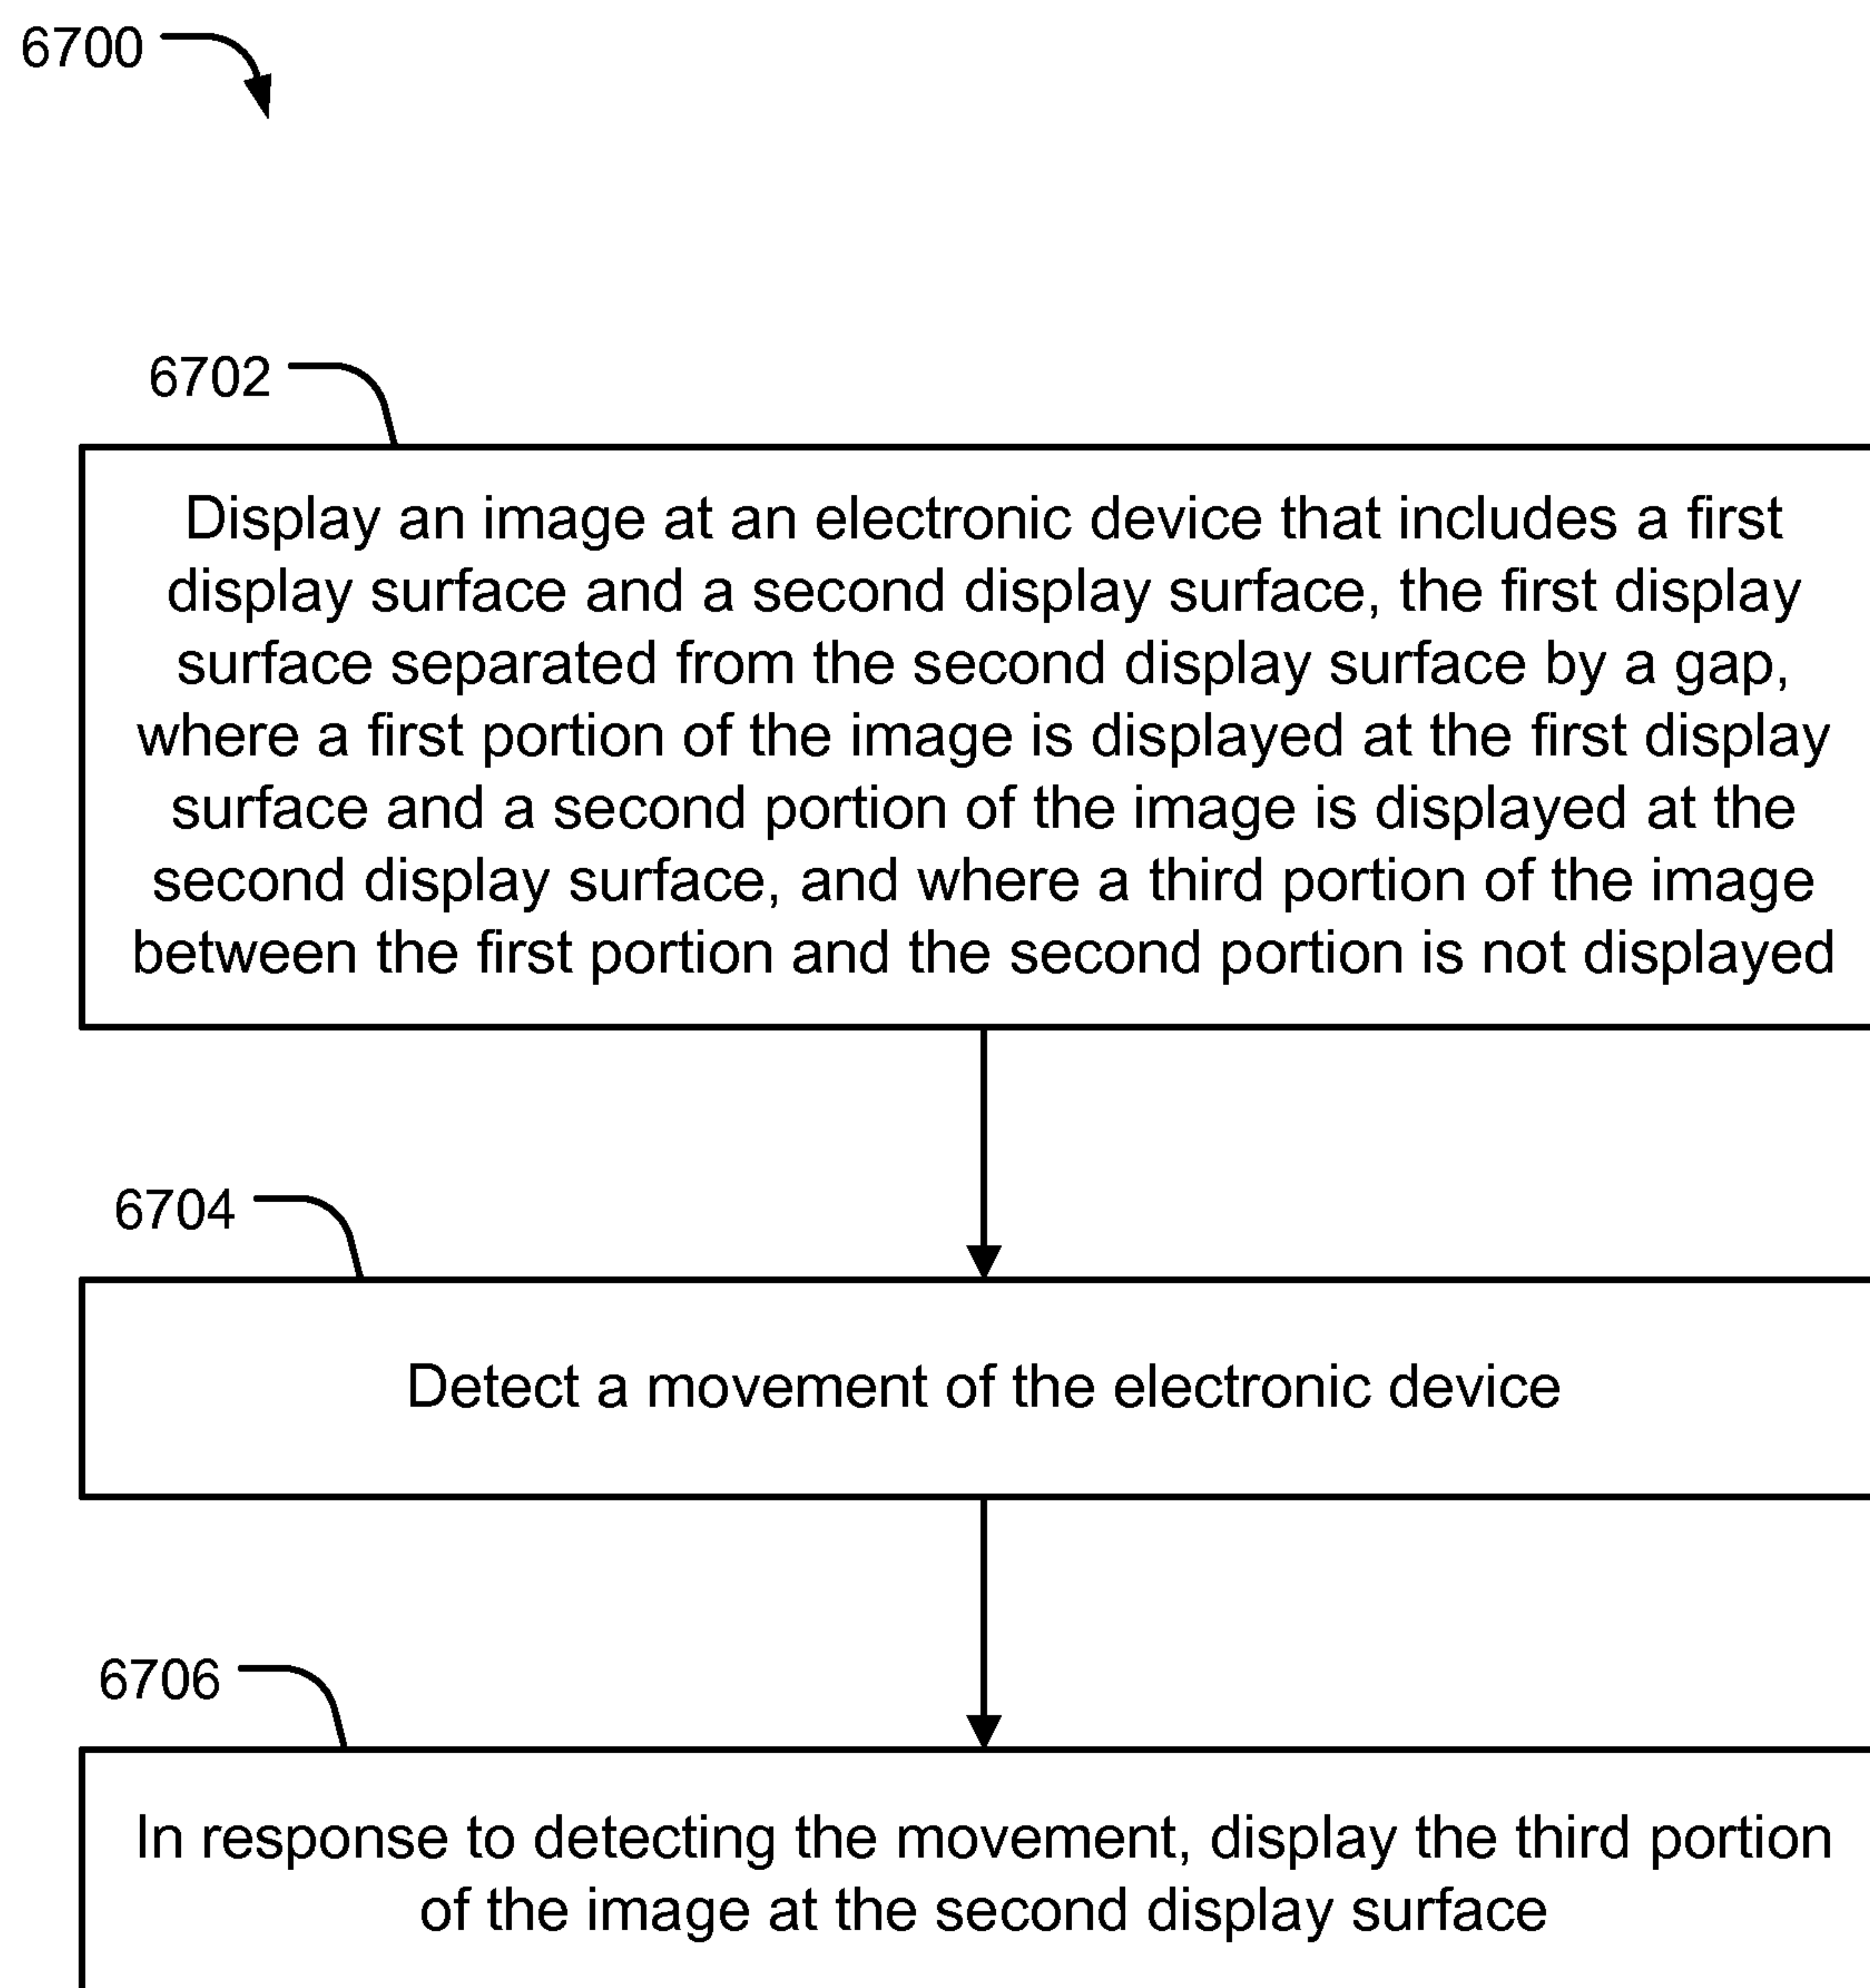 6700
6702
Display an image at an electronic device that includes a first
display surface and a second display surface, the first display
surface separated from the second display surface by a gap,
where a first portion of the image is displayed at the first display
surface and a second portion of the image is displayed at the
second display surface, and where a third portion of the image
between the first portion and the second portion is not displayed
6704
Detect a movement of the electronic device
6706
In response to detecting the movement, display the third portion
of the image at the second display surface